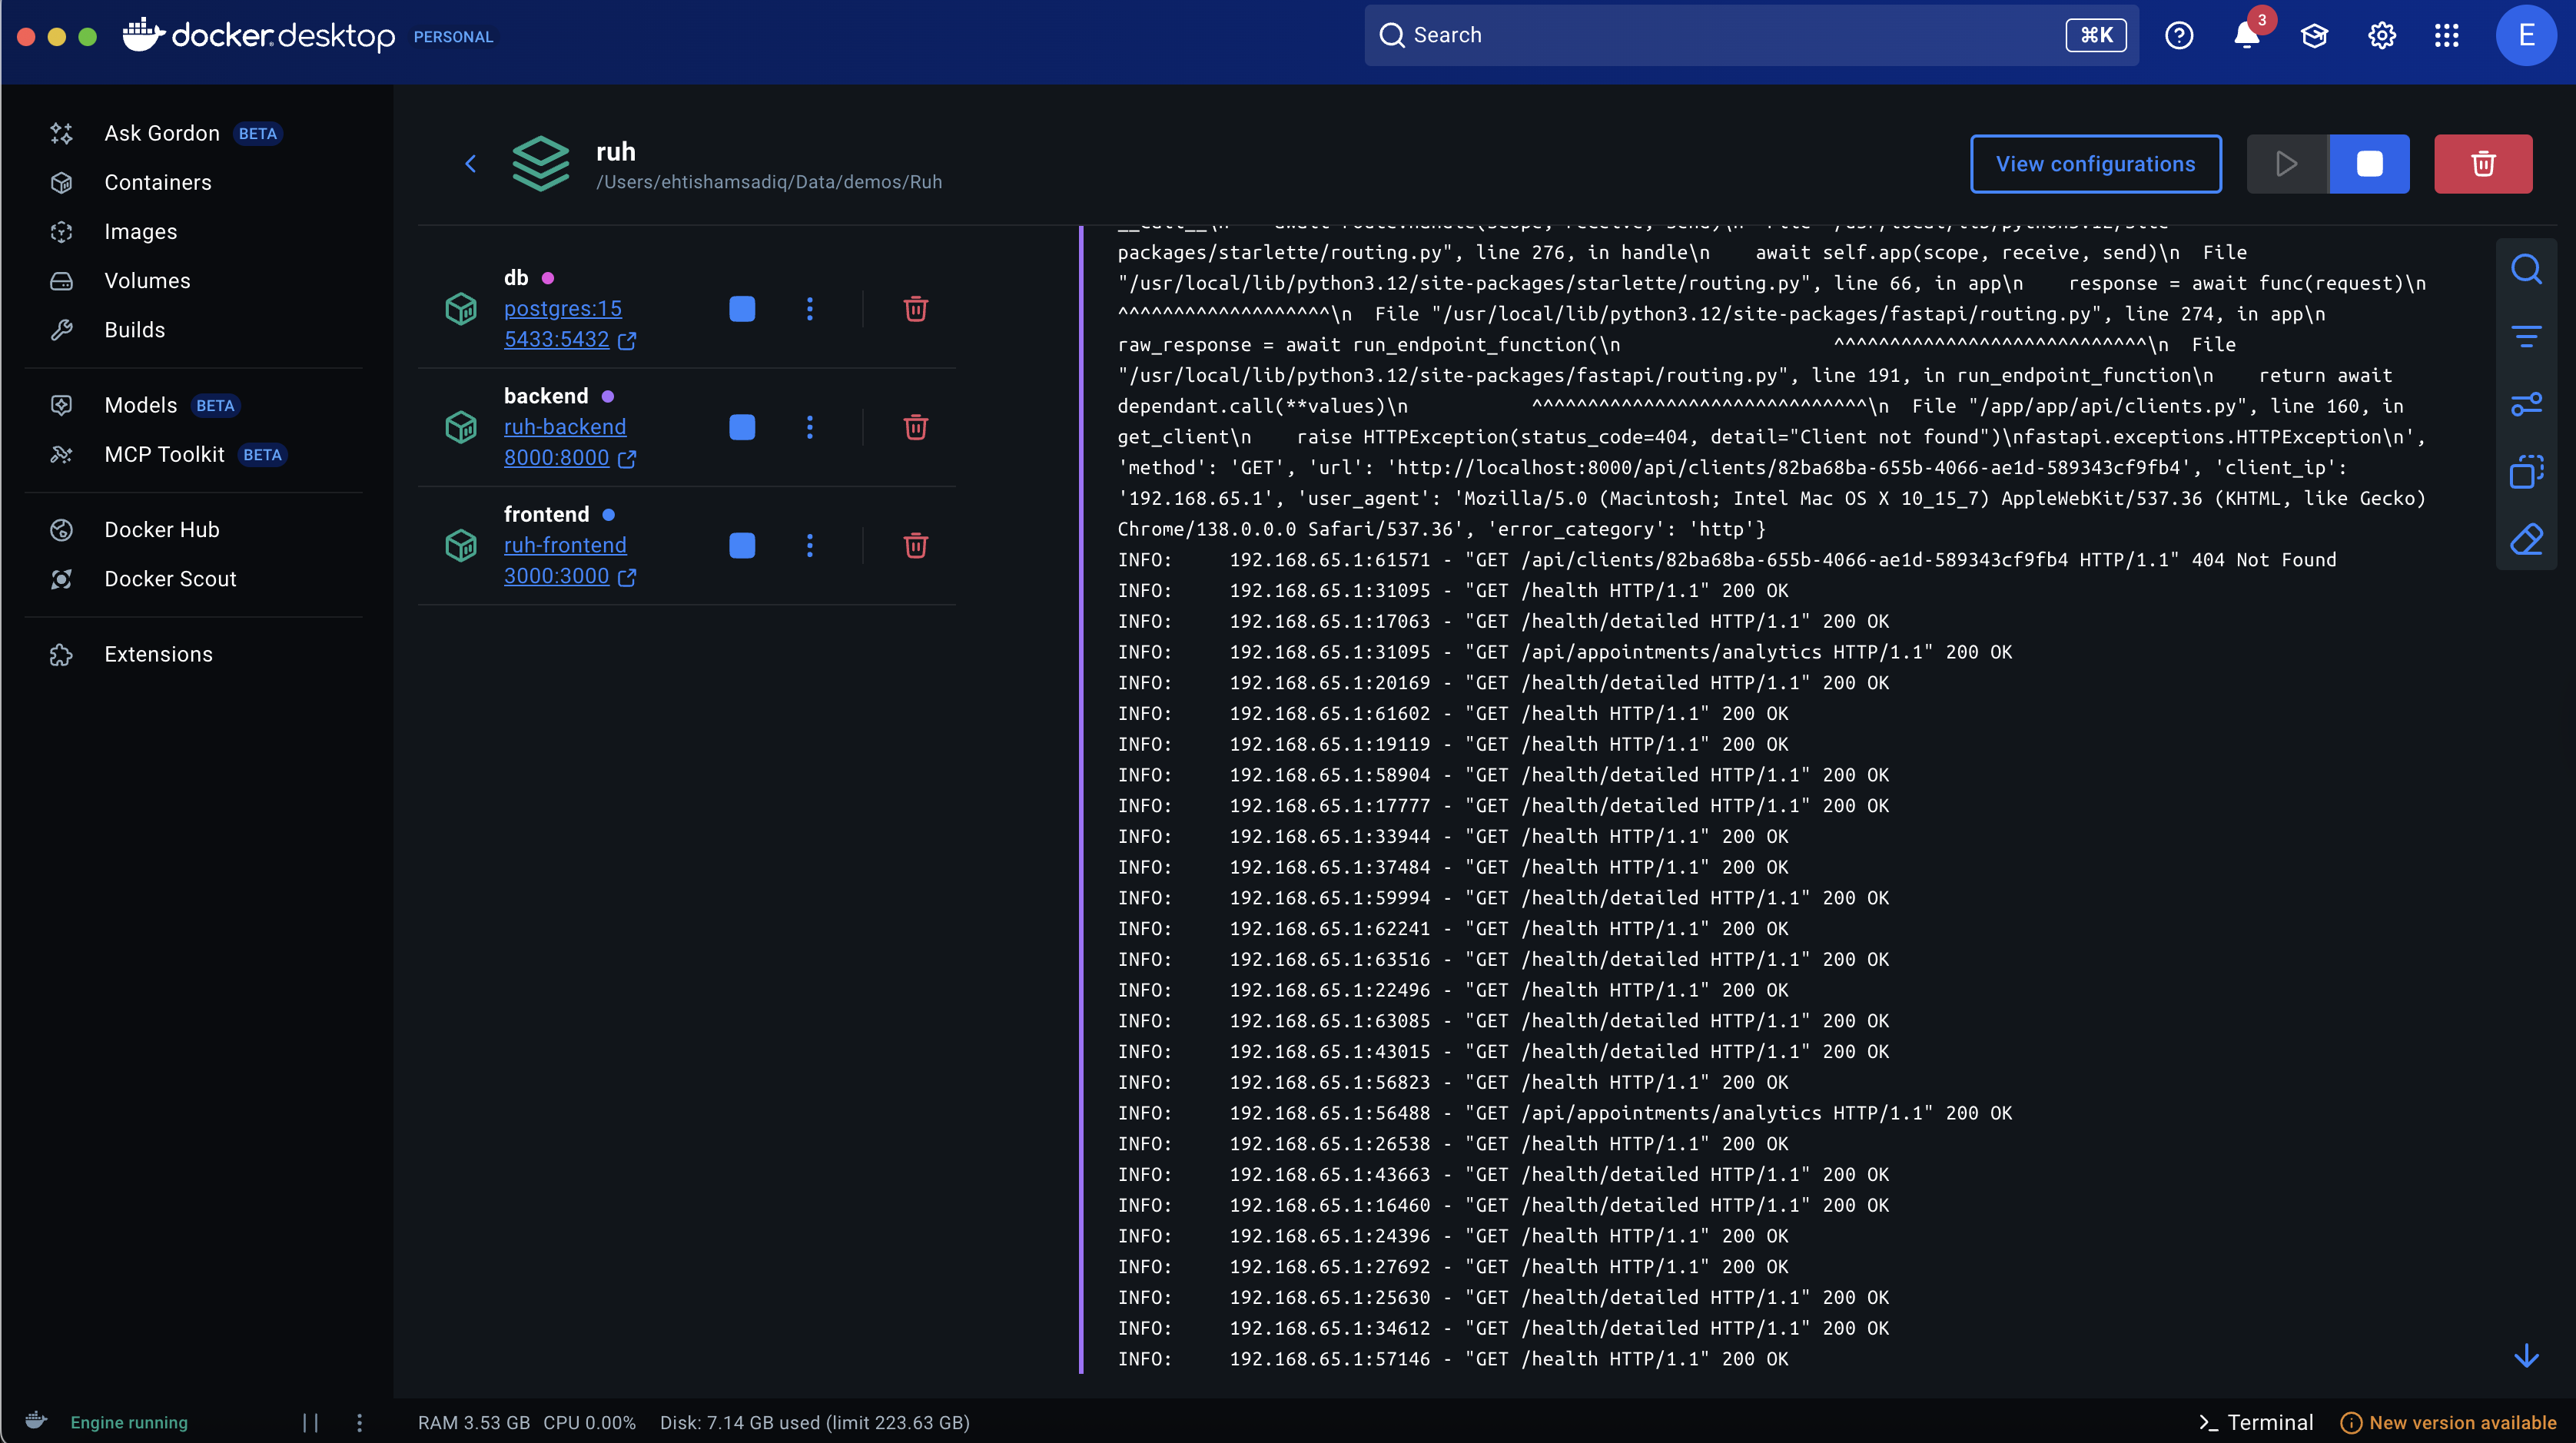 docker desktop PERSONAL
Search ⌘K
3
E
Ask Gordon BETA
Containers
Images
Volumes
Builds
Models BETA
MCP Toolkit BETA
Docker Hub
Docker Scout
Extensions
ruh
/Users/ehtishamsadiq/Data/demos/Ruh
View configurations
db
postgres:15
5433:5432
backend
ruh-backend
8000:8000
frontend
ruh-frontend
3000:3000
packages/starlette/routing.py", line 276, in handle\n    await self.app(scope, receive, send)\n  File
"/usr/local/lib/python3.12/site-packages/starlette/routing.py", line 66, in app\n    response = await func(request)\n
^^^^^^^^^^^^^^^^^^^\n  File "/usr/local/lib/python3.12/site-packages/fastapi/routing.py", line 274, in app\n
raw_response = await run_endpoint_function(\n                   ^^^^^^^^^^^^^^^^^^^^^^^^^^^^\n  File
"/usr/local/lib/python3.12/site-packages/fastapi/routing.py", line 191, in run_endpoint_function\n    return await
dependant.call(**values)\n           ^^^^^^^^^^^^^^^^^^^^^^^^^^^^^^\n  File "/app/app/api/clients.py", line 160, in
get_client\n    raise HTTPException(status_code=404, detail="Client not found")\nfastapi.exceptions.HTTPException\n',
'method': 'GET', 'url': 'http://localhost:8000/api/clients/82ba68ba-655b-4066-ae1d-589343cf9fb4', 'client_ip':
'192.168.65.1', 'user_agent': 'Mozilla/5.0 (Macintosh; Intel Mac OS X 10_15_7) AppleWebKit/537.36 (KHTML, like Gecko)
Chrome/138.0.0.0 Safari/537.36', 'error_category': 'http'}
INFO:     192.168.65.1:61571 - "GET /api/clients/82ba68ba-655b-4066-ae1d-589343cf9fb4 HTTP/1.1" 404 Not Found
INFO:     192.168.65.1:31095 - "GET /health HTTP/1.1" 200 OK
INFO:     192.168.65.1:17063 - "GET /health/detailed HTTP/1.1" 200 OK
INFO:     192.168.65.1:31095 - "GET /api/appointments/analytics HTTP/1.1" 200 OK
INFO:     192.168.65.1:20169 - "GET /health/detailed HTTP/1.1" 200 OK
INFO:     192.168.65.1:61602 - "GET /health HTTP/1.1" 200 OK
INFO:     192.168.65.1:19119 - "GET /health HTTP/1.1" 200 OK
INFO:     192.168.65.1:58904 - "GET /health/detailed HTTP/1.1" 200 OK
INFO:     192.168.65.1:17777 - "GET /health/detailed HTTP/1.1" 200 OK
INFO:     192.168.65.1:33944 - "GET /health HTTP/1.1" 200 OK
INFO:     192.168.65.1:37484 - "GET /health HTTP/1.1" 200 OK
INFO:     192.168.65.1:59994 - "GET /health/detailed HTTP/1.1" 200 OK
INFO:     192.168.65.1:62241 - "GET /health HTTP/1.1" 200 OK
INFO:     192.168.65.1:63516 - "GET /health/detailed HTTP/1.1" 200 OK
INFO:     192.168.65.1:22496 - "GET /health HTTP/1.1" 200 OK
INFO:     192.168.65.1:63085 - "GET /health/detailed HTTP/1.1" 200 OK
INFO:     192.168.65.1:43015 - "GET /health/detailed HTTP/1.1" 200 OK
INFO:     192.168.65.1:56823 - "GET /health HTTP/1.1" 200 OK
INFO:     192.168.65.1:56488 - "GET /api/appointments/analytics HTTP/1.1" 200 OK
INFO:     192.168.65.1:26538 - "GET /health HTTP/1.1" 200 OK
INFO:     192.168.65.1:43663 - "GET /health/detailed HTTP/1.1" 200 OK
INFO:     192.168.65.1:16460 - "GET /health/detailed HTTP/1.1" 200 OK
INFO:     192.168.65.1:24396 - "GET /health HTTP/1.1" 200 OK
INFO:     192.168.65.1:27692 - "GET /health HTTP/1.1" 200 OK
INFO:     192.168.65.1:25630 - "GET /health/detailed HTTP/1.1" 200 OK
INFO:     192.168.65.1:34612 - "GET /health/detailed HTTP/1.1" 200 OK
INFO:     192.168.65.1:57146 - "GET /health HTTP/1.1" 200 OK
Engine running
RAM 3.53 GB CPU 0.00% Disk: 7.14 GB used (limit 223.63 GB)
>_ Terminal
New version available